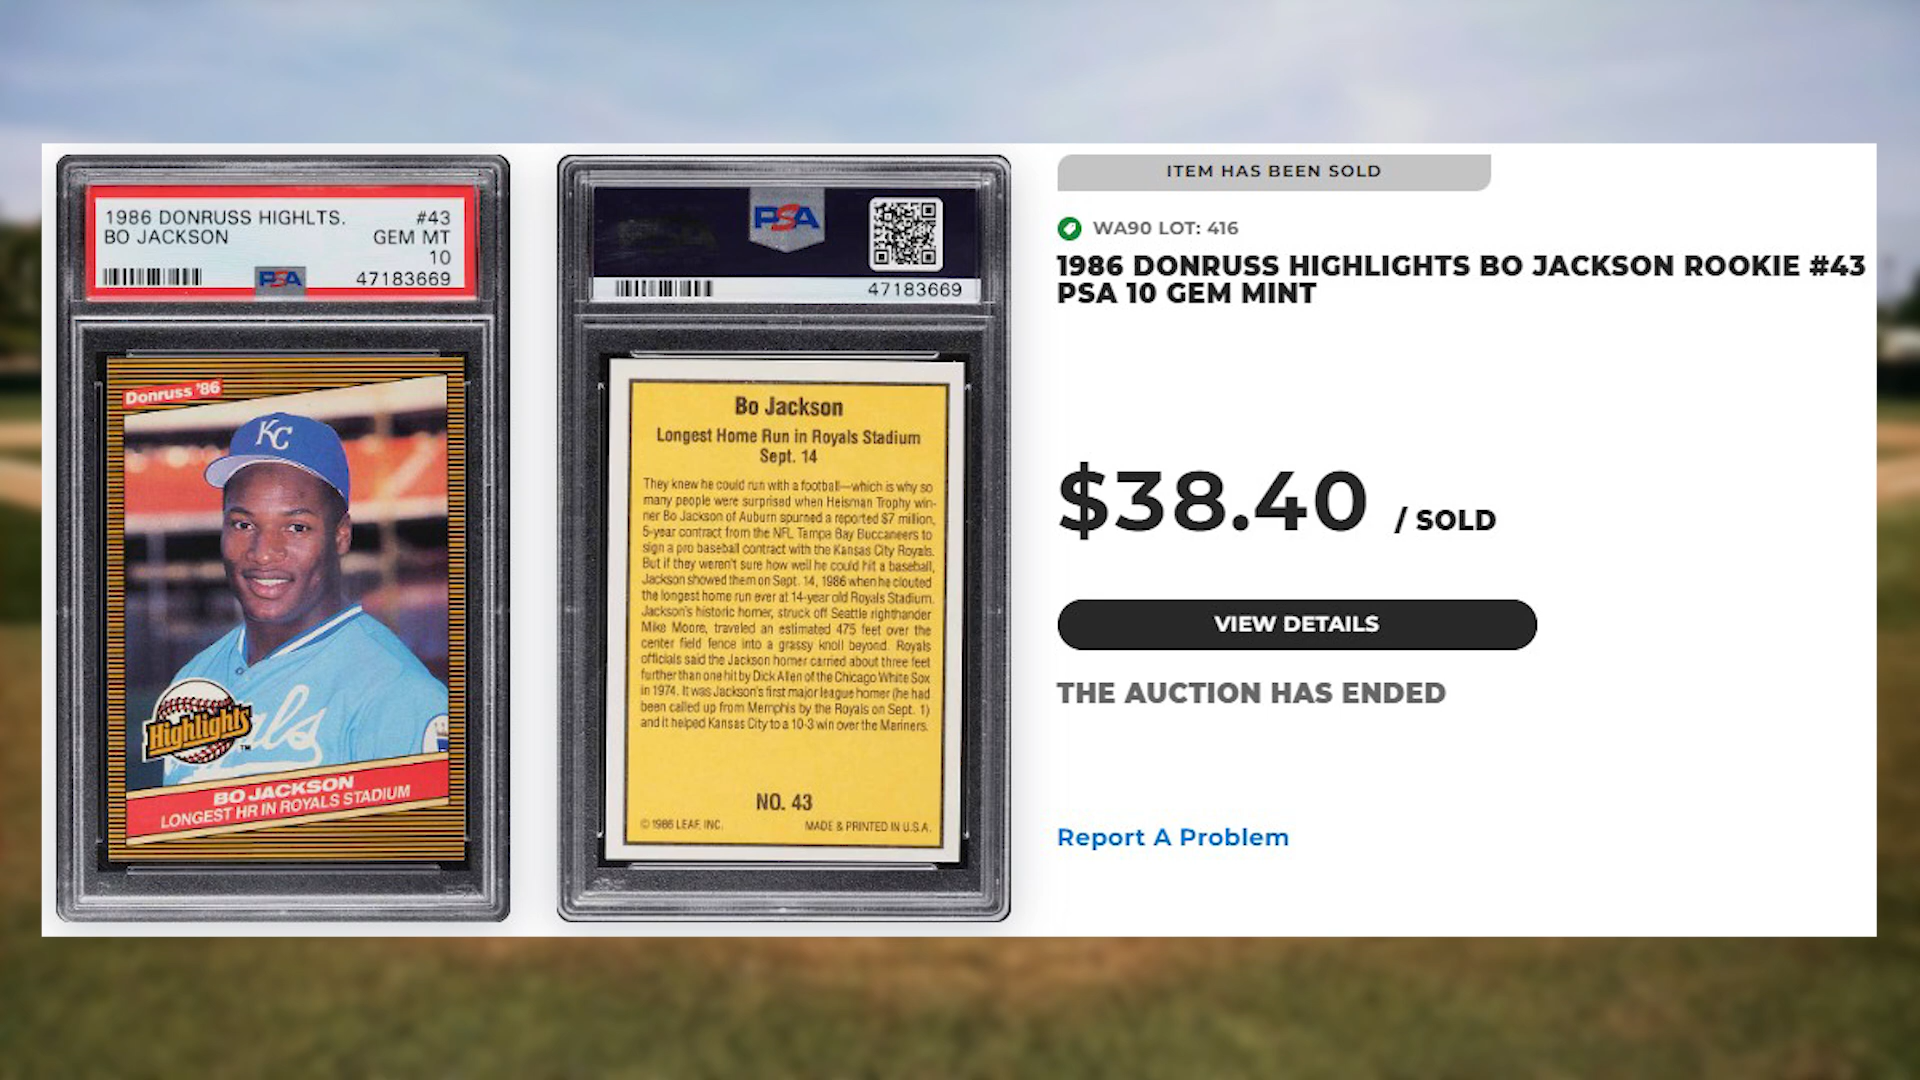 1986 DONRUSS HIGHLTS. #43
BO JACKSON GEM MT
10
PSA 47183669
Donruss '86
KC
als
Highlights™
BO JACKSON
LONGEST HR IN ROYALS STADIUM
PSA
47183669
Bo Jackson
Longest Home Run in Royals Stadium
Sept. 14
They knew he could run with a football—which is why so
many people were surprised when Heisman Trophy win-
ner Bo Jackson of Auburn spurned a reported $7 million,
5-year contract from the NFL Tampa Bay Buccaneers to
sign a pro baseball contract with the Kansas City Royals.
But if they weren't sure how well he could hit a baseball,
Jackson showed them on Sept. 14, 1986 when he clouted
the longest home run ever at 14-year old Royals Stadium.
Jackson's historic homer, struck off Seattle righthander
Mike Moore, traveled an estimated 475 feet over the
center field fence into a grassy knoll beyond. Royals
officials said the Jackson homer carried about three feet
further than one hit by Dick Allen of the Chicago White Sox
in 1974. It was Jackson's first major league homer (he had
been called up from Memphis by the Royals on Sept. 1)
and it helped Kansas City to a 10-3 win over the Mariners.
NO. 43
© 1986 LEAF, INC. MADE & PRINTED IN U.S.A.
ITEM HAS BEEN SOLD
WA90 LOT: 416
1986 DONRUSS HIGHLIGHTS BO JACKSON ROOKIE #43
PSA 10 GEM MINT
$38.40 / SOLD
VIEW DETAILS
THE AUCTION HAS ENDED
Report A Problem